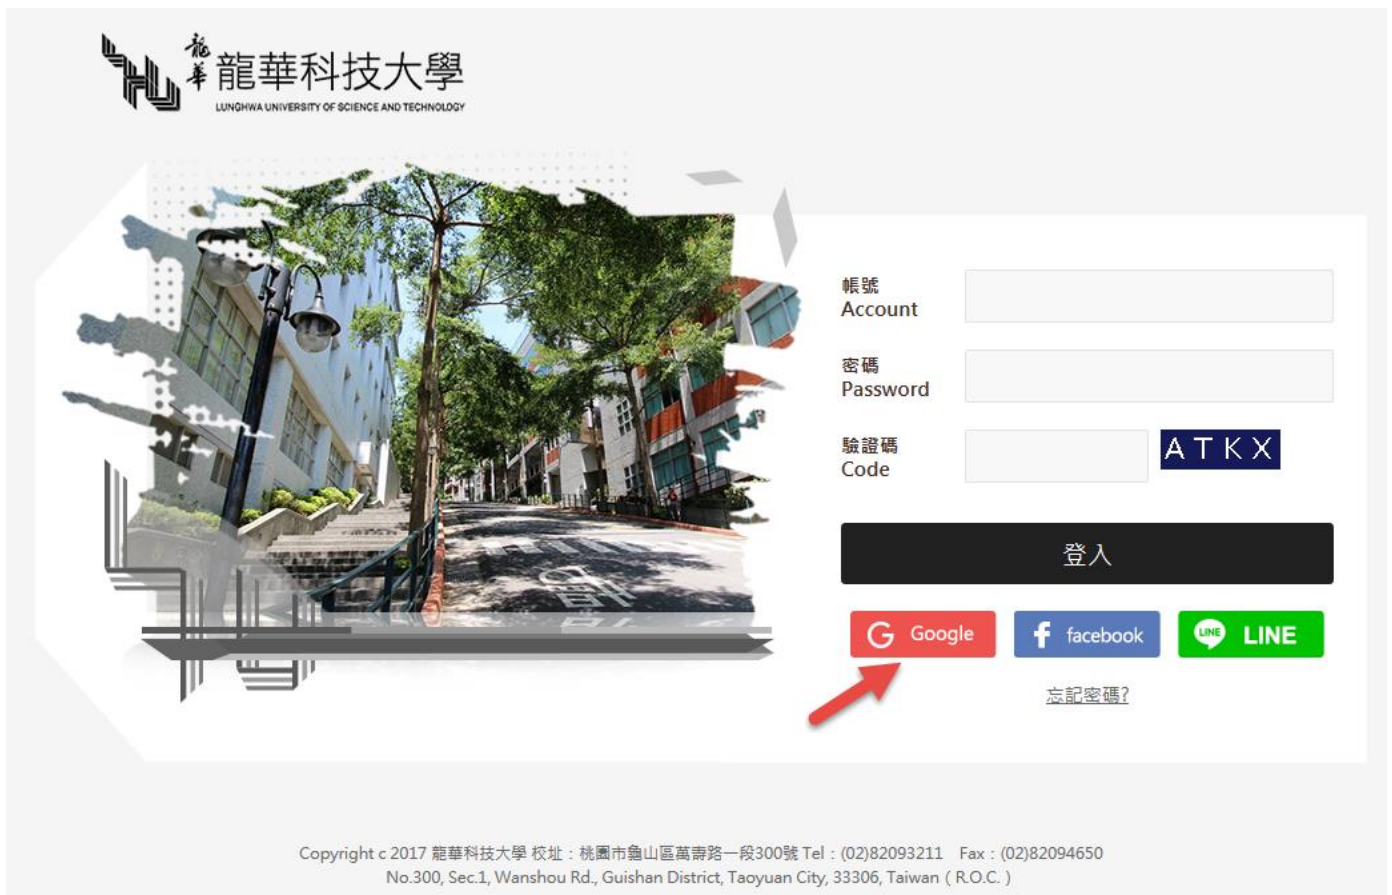 龍華
龍華科技大學
LUNGHWA UNIVERSITY OF SCIENCE AND TECHNOLOGY
帳號
Account
密碼
Password
驗證碼
Code
ATKX
登入
G Google
f facebook
LINE LINE
忘記密碼?
Copyright c 2017 龍華科技大學 校址：桃園市龜山區萬壽路一段300號 Tel：(02)82093211 Fax：(02)82094650
No.300, Sec.1, Wanshou Rd., Guishan District, Taoyuan City, 33306, Taiwan ( R.O.C. )